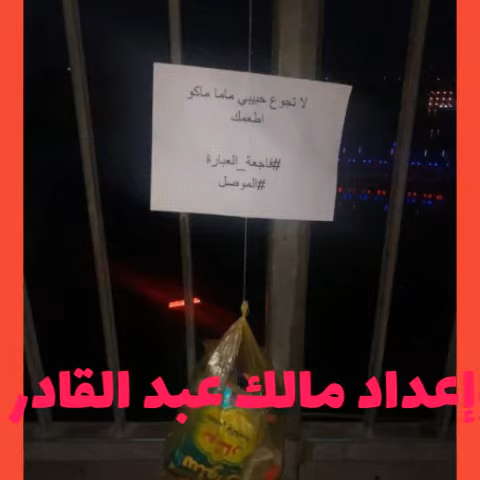 لا تجوع حبيبي ماما ماكو
اطعمك
#فاجعة_العبارة
#الموصل
إعداد مالك عبد القادر